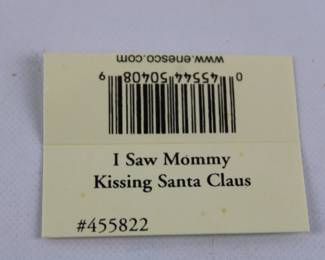 www.enesco.com
0 45544 50408 9
I Saw Mommy
Kissing Santa Claus
#455822